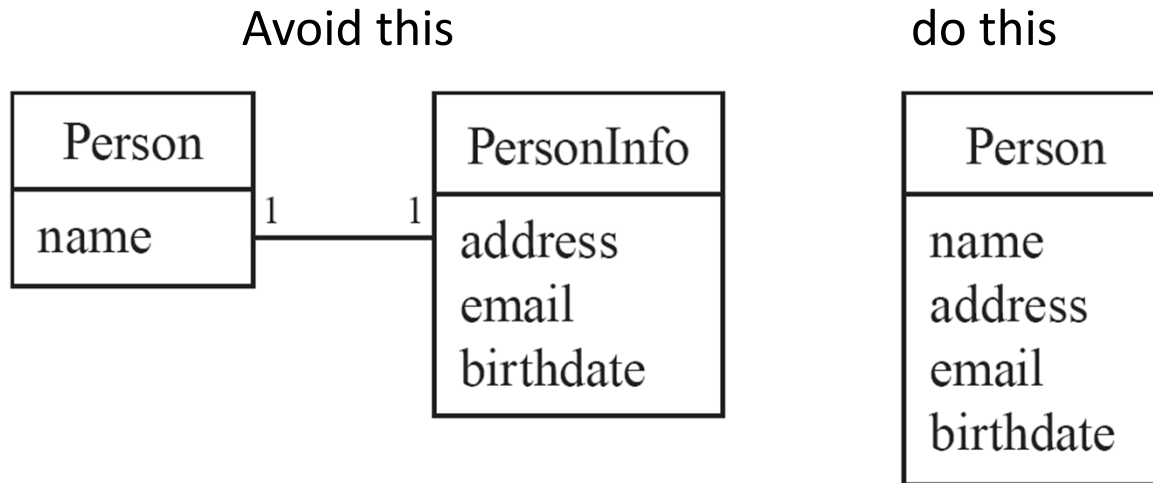 Avoid this
do this
Person
name
1
1
PersonInfo
address
email
birthdate
Person
name
address
email
birthdate